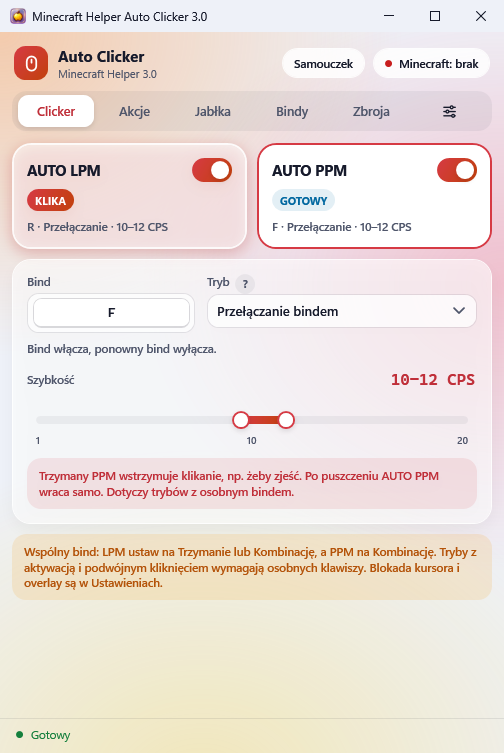 Minecraft Helper Auto Clicker 3.0
Auto Clicker
Minecraft Helper 3.0
Samouczek
Minecraft: brak
Clicker
Akcje
Jabłka
Bindy
Zbroja
AUTO LPM
KLIKA
R · Przełączanie · 10–12 CPS
AUTO PPM
GOTOWY
F · Przełączanie · 10–12 CPS
Bind
Tryb ?
F
Przełączanie bindem
Bind włącza, ponowny bind wyłącza.
Szybkość
10–12 CPS
1
10
20
Trzymany PPM wstrzymuje klikanie, np. żeby zjeść. Po puszczeniu AUTO PPM
wraca samo. Dotyczy trybów z osobnym bindem.
Wspólny bind: LPM ustaw na Trzymanie lub Kombinację, a PPM na Kombinację. Tryby z
aktywacją i podwójnym kliknięciem wymagają osobnych klawiszy. Blokada kursora i
overlay są w Ustawieniach.
Gotowy